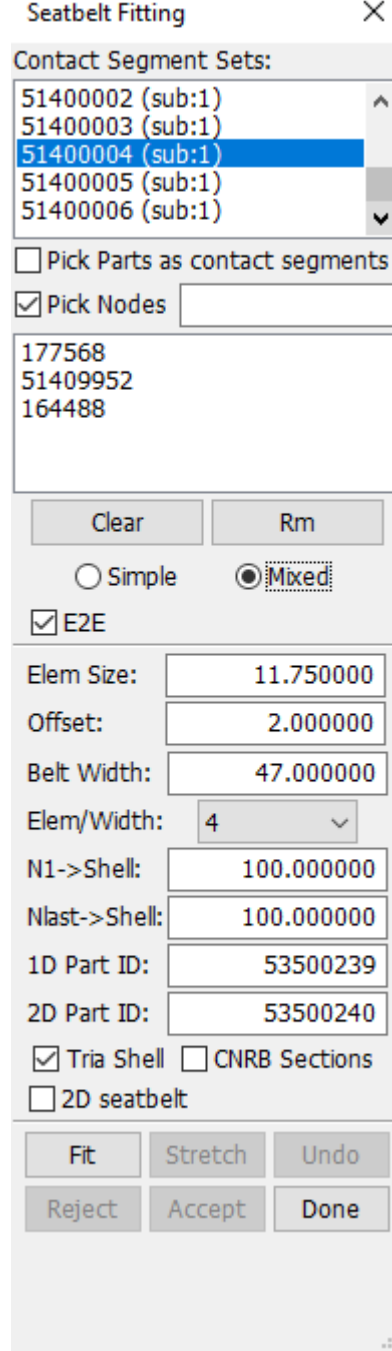 Seatbelt Fitting
Contact Segment Sets:
51400002 (sub:1)
51400003 (sub:1)
51400004 (sub:1)
51400005 (sub:1)
51400006 (sub:1)
Pick Parts as contact segments
Pick Nodes
177568
51409952
164488
Clear Rm
Simple Mixed
E2E
Elem Size: 11.750000
Offset: 2.000000
Belt Width: 47.000000
Elem/Width: 4
N1->Shell: 100.000000
Nlast->Shell: 100.000000
1D Part ID: 53500239
2D Part ID: 53500240
Tria Shell CNRB Sections
2D seatbelt
Fit Stretch Undo
Reject Accept Done